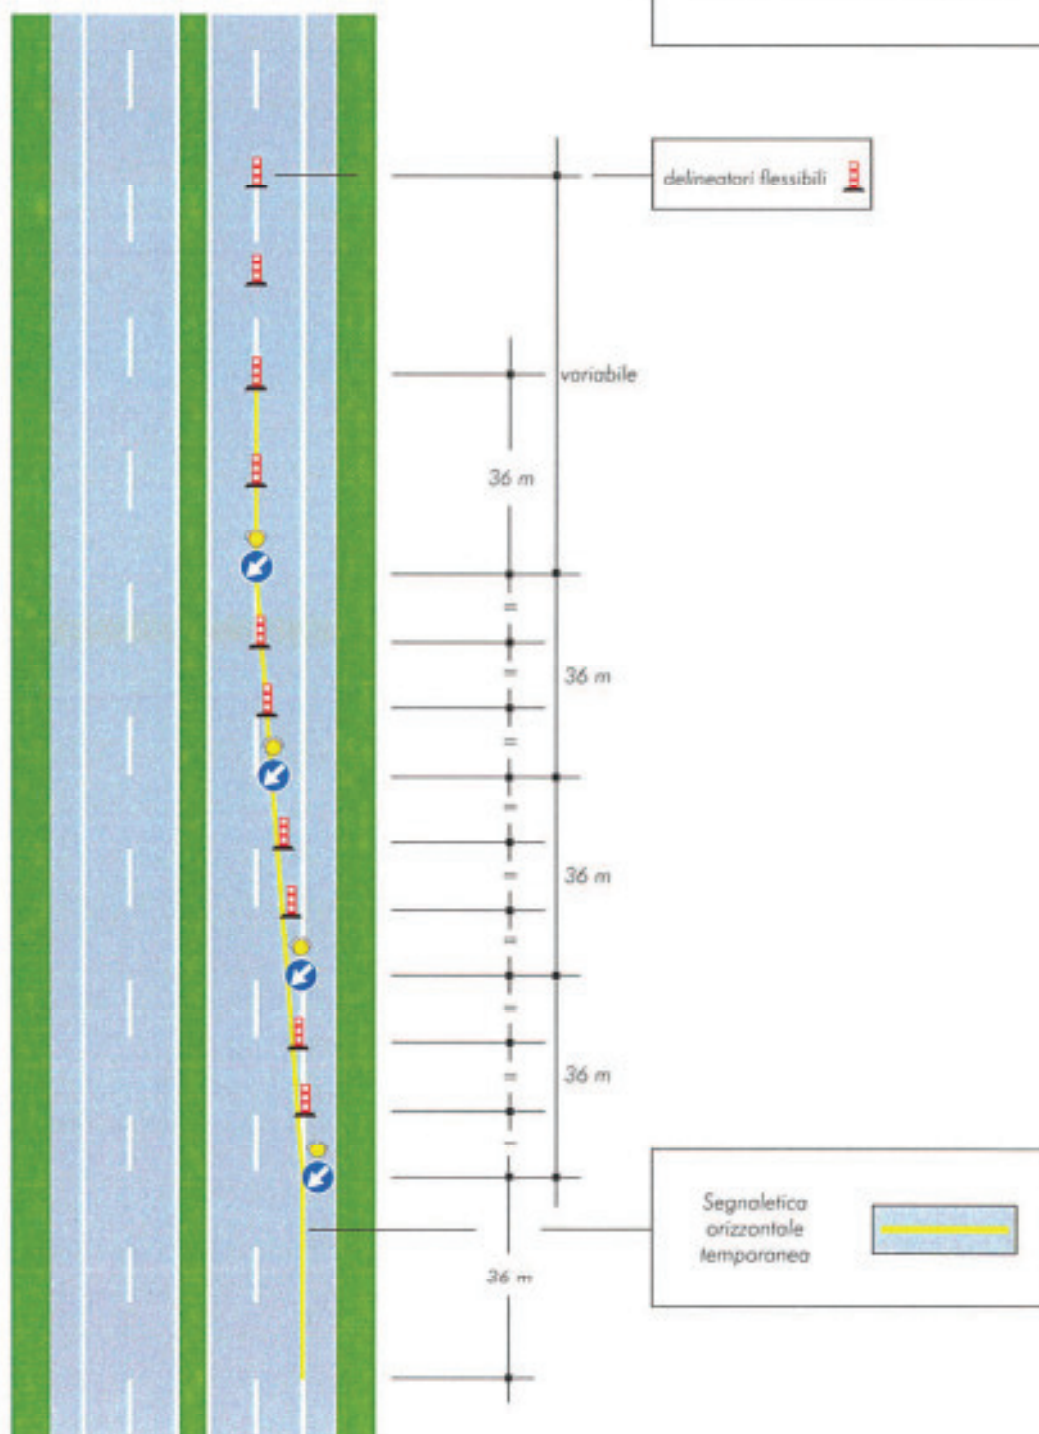 delineatori flessibili
variabile
36 m
36 m
36 m
36 m
Segnaletica
orizzontale
temporanea
36 m